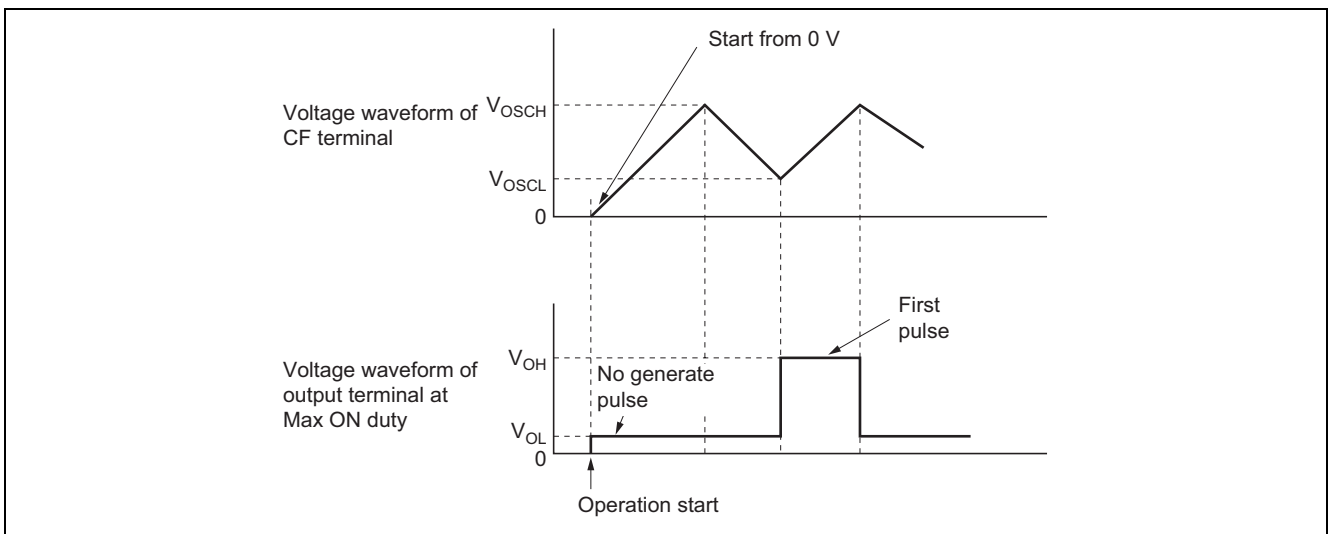 Start from 0 V
Voltage waveform of
CF terminal
VOSCH
VOSCL
0
First
pulse
Voltage waveform of
output terminal at
Max ON duty
VOH
No generate
pulse
VOL
0
Operation start